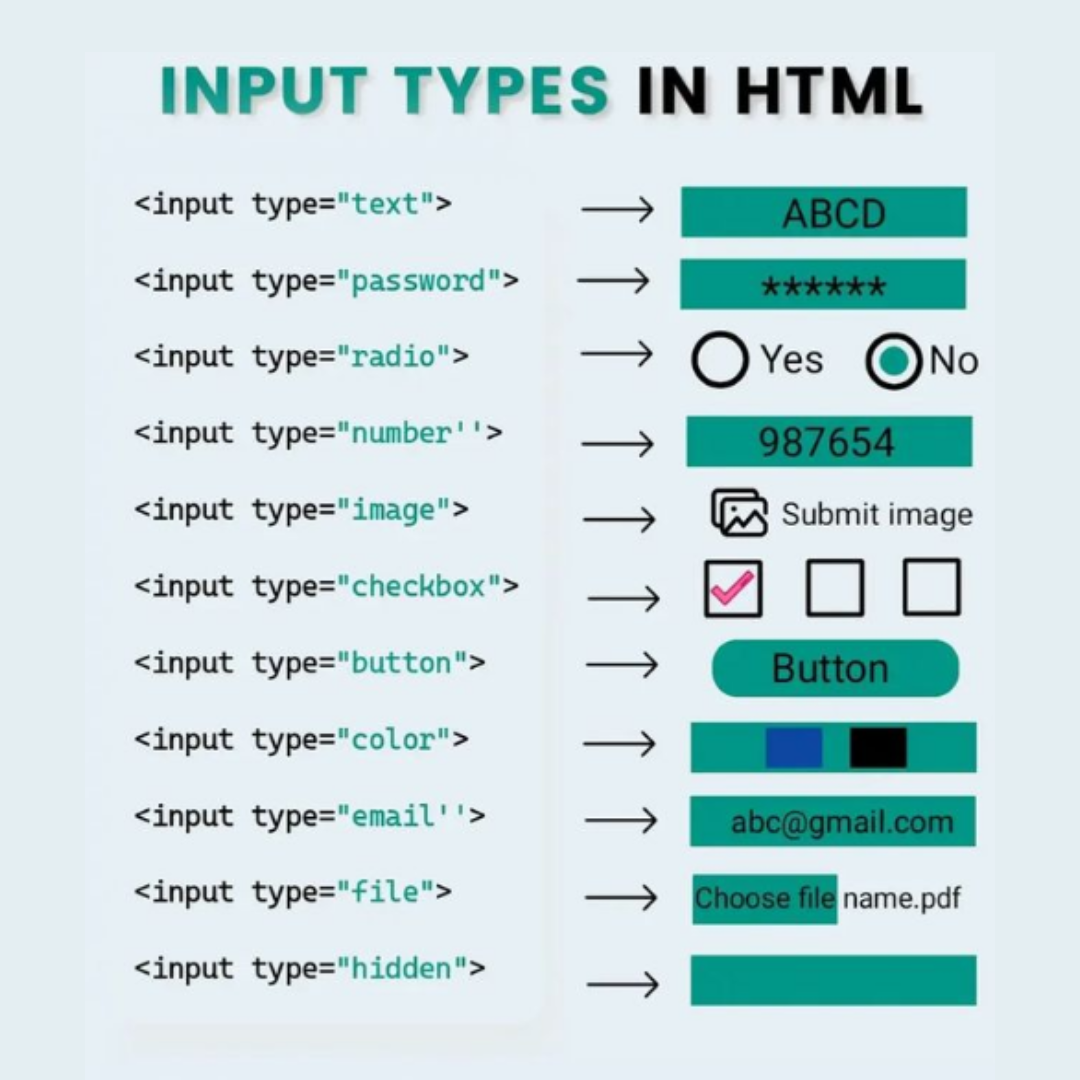 INPUT TYPES IN HTML
<input type="text"> → ABCD
<input type="password"> → ******
<input type="radio"> → Yes No
<input type="number''> → 987654
<input type="image"> → Submit image
<input type="checkbox"> →
<input type="button"> → Button
<input type="color"> →
<input type="email''> → abc@gmail.com
<input type="file"> → Choose file name.pdf
<input type="hidden"> →